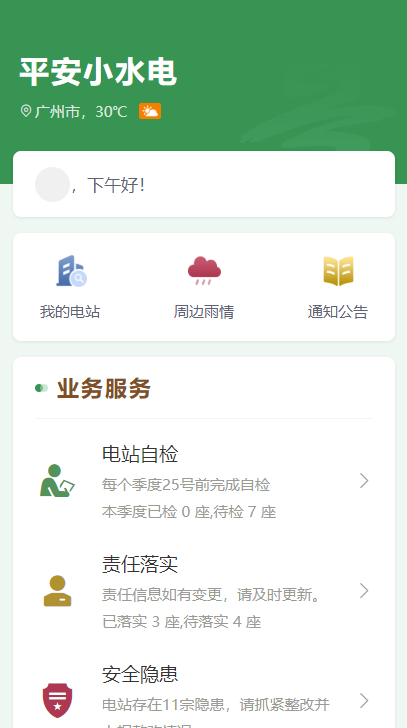 平安小水电
广州市，30℃
，下午好！
我的电站
周边雨情
通知公告
业务服务
电站自检
每个季度25号前完成自检
本季度已检 0 座,待检 7 座
责任落实
责任信息如有变更，请及时更新。
已落实 3 座,待落实 4 座
安全隐患
电站存在11宗隐患，请抓紧整改并